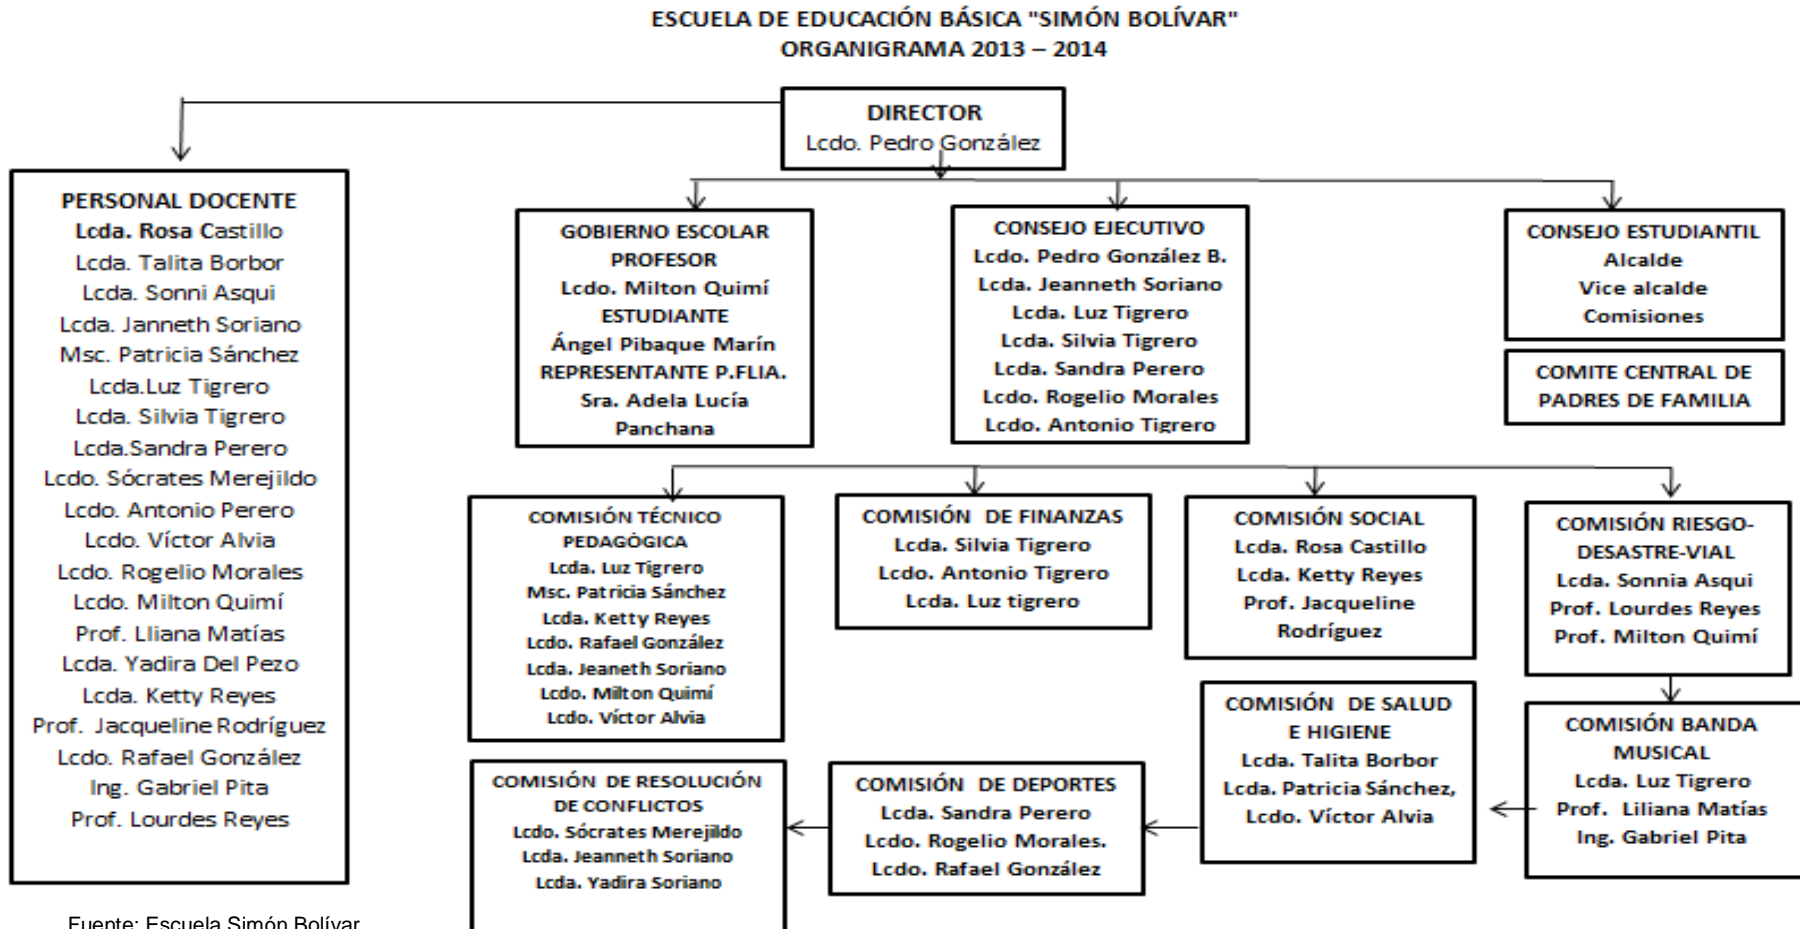 ESCUELA DE EDUCACIÓN BÁSICA "SIMÓN BOLÍVAR"
ORGANIGRAMA 2013 – 2014
DIRECTOR
Lcdo. Pedro González
PERSONAL DOCENTE
Lcda. Rosa Castillo
Lcda. Talita Borbor
Lcda. Sonni Asqui
Lcda. Janneth Soriano
Msc. Patricia Sánchez
Lcda.Luz Tigrero
Lcda. Silvia Tigrero
Lcda.Sandra Perero
Lcdo. Sócrates Merejildo
Lcdo. Antonio Perero
Lcdo. Víctor Alvia
Lcdo. Rogelio Morales
Lcdo. Milton Quimí
Prof. Lliana Matías
Lcda. Yadira Del Pezo
Lcda. Ketty Reyes
Prof. Jacqueline Rodríguez
Lcdo. Rafael González
Ing. Gabriel Pita
Prof. Lourdes Reyes
GOBIERNO ESCOLAR
PROFESOR
Lcdo. Milton Quimí
ESTUDIANTE
Ángel Pibaque Marín
REPRESENTANTE P.FLIA.
Sra. Adela Lucía
Panchana
CONSEJO EJECUTIVO
Lcdo. Pedro González B.
Lcda. Jeanneth Soriano
Lcda. Luz Tigrero
Lcda. Silvia Tigrero
Lcda. Sandra Perero
Lcdo. Rogelio Morales
Lcdo. Antonio Tigrero
CONSEJO ESTUDIANTIL
Alcalde
Vice alcalde
Comisiones
COMITE CENTRAL DE
PADRES DE FAMILIA
COMISIÓN TÉCNICO
PEDAGÓGICA
Lcda. Luz Tigrero
Msc. Patricia Sánchez
Lcda. Ketty Reyes
Lcdo. Rafael González
Lcda. Jeaneth Soriano
Lcdo. Milton Quimí
Lcdo. Víctor Alvia
COMISIÓN DE FINANZAS
Lcda. Silvia Tigrero
Lcdo. Antonio Tigrero
Lcda. Luz tigrero
COMISIÓN SOCIAL
Lcda. Rosa Castillo
Lcda. Ketty Reyes
Prof. Jacqueline
Rodríguez
COMISIÓN RIESGO-
DESASTRE-VIAL
Lcda. Sonnia Asqui
Prof. Lourdes Reyes
Prof. Milton Quimí
COMISIÓN DE RESOLUCIÓN
DE CONFLICTOS
Lcdo. Sócrates Merejildo
Lcda. Jeanneth Soriano
Lcda. Yadira Soriano
COMISIÓN DE DEPORTES
Lcda. Sandra Perero
Lcdo. Rogelio Morales.
Lcdo. Rafael González
COMISIÓN DE SALUD
E HIGIENE
Lcda. Talita Borbor
Lcda. Patricia Sánchez,
Lcdo. Víctor Alvia
COMISIÓN BANDA
MUSICAL
Lcda. Luz Tigrero
Prof. Liliana Matías
Ing. Gabriel Pita
Fuente: Escuela Simón Bolívar